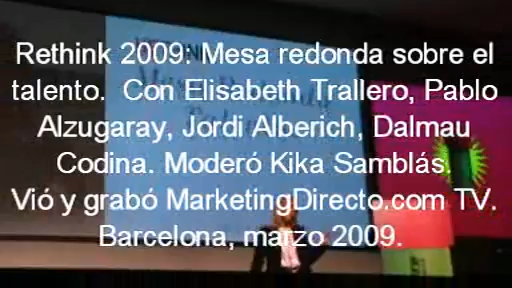 Rethink 2009: Mesa redonda sobre el
talento.  Con Elisabeth Trallero, Pablo
Alzugaray, Jordi Alberich, Dalmau
Codina. Moderó Kika Samblás.
Vió y grabó MarketingDirecto.com TV.
Barcelona, marzo 2009.